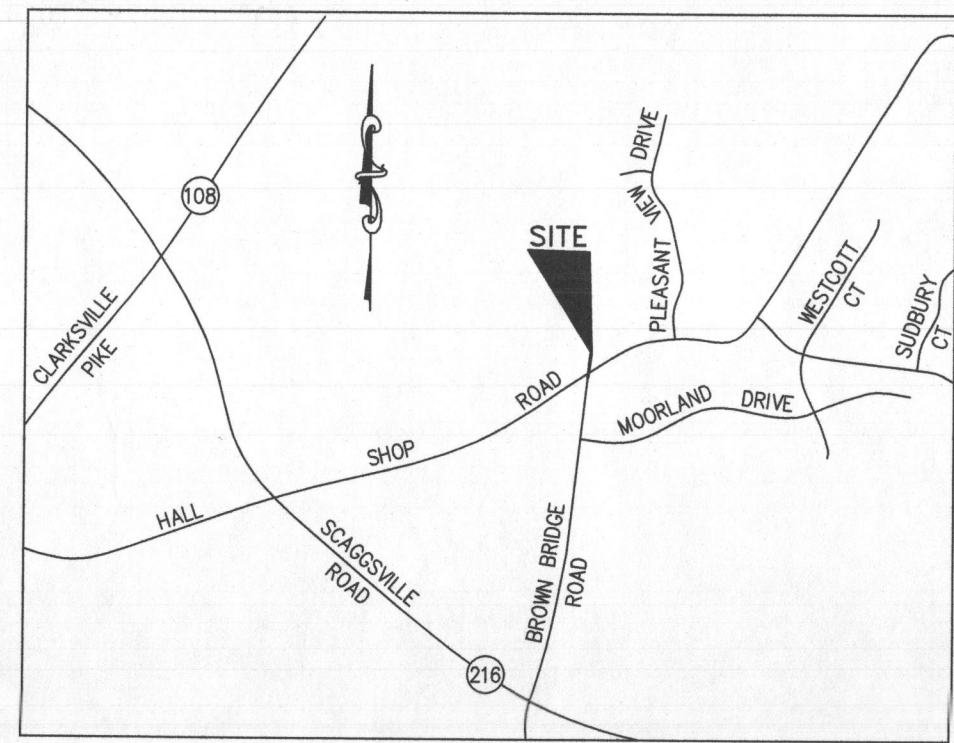 108
CLARKSVILLE
PIKE
SITE
PLEASANT VIEW DRIVE
WESTCOTT
CT
SUDBURY
CT
HALL SHOP ROAD
MOORLAND DRIVE
SCAGGSVILLE
ROAD
216
BROWN BRIDGE
ROAD